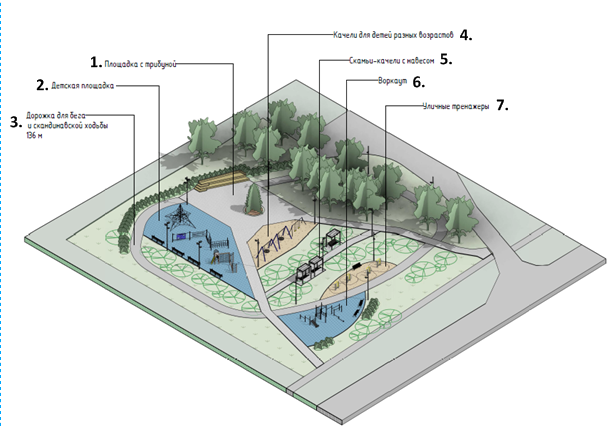 Качели для детей разных возрастов 4.
Скамьи-качели с навесом 5.
1. Площадка с трибуной
Воркаут 6.
2. Детская площадка
Уличные тренажеры 7.
3. Дорожка для бега
и скандинавской ходьбы
136 м